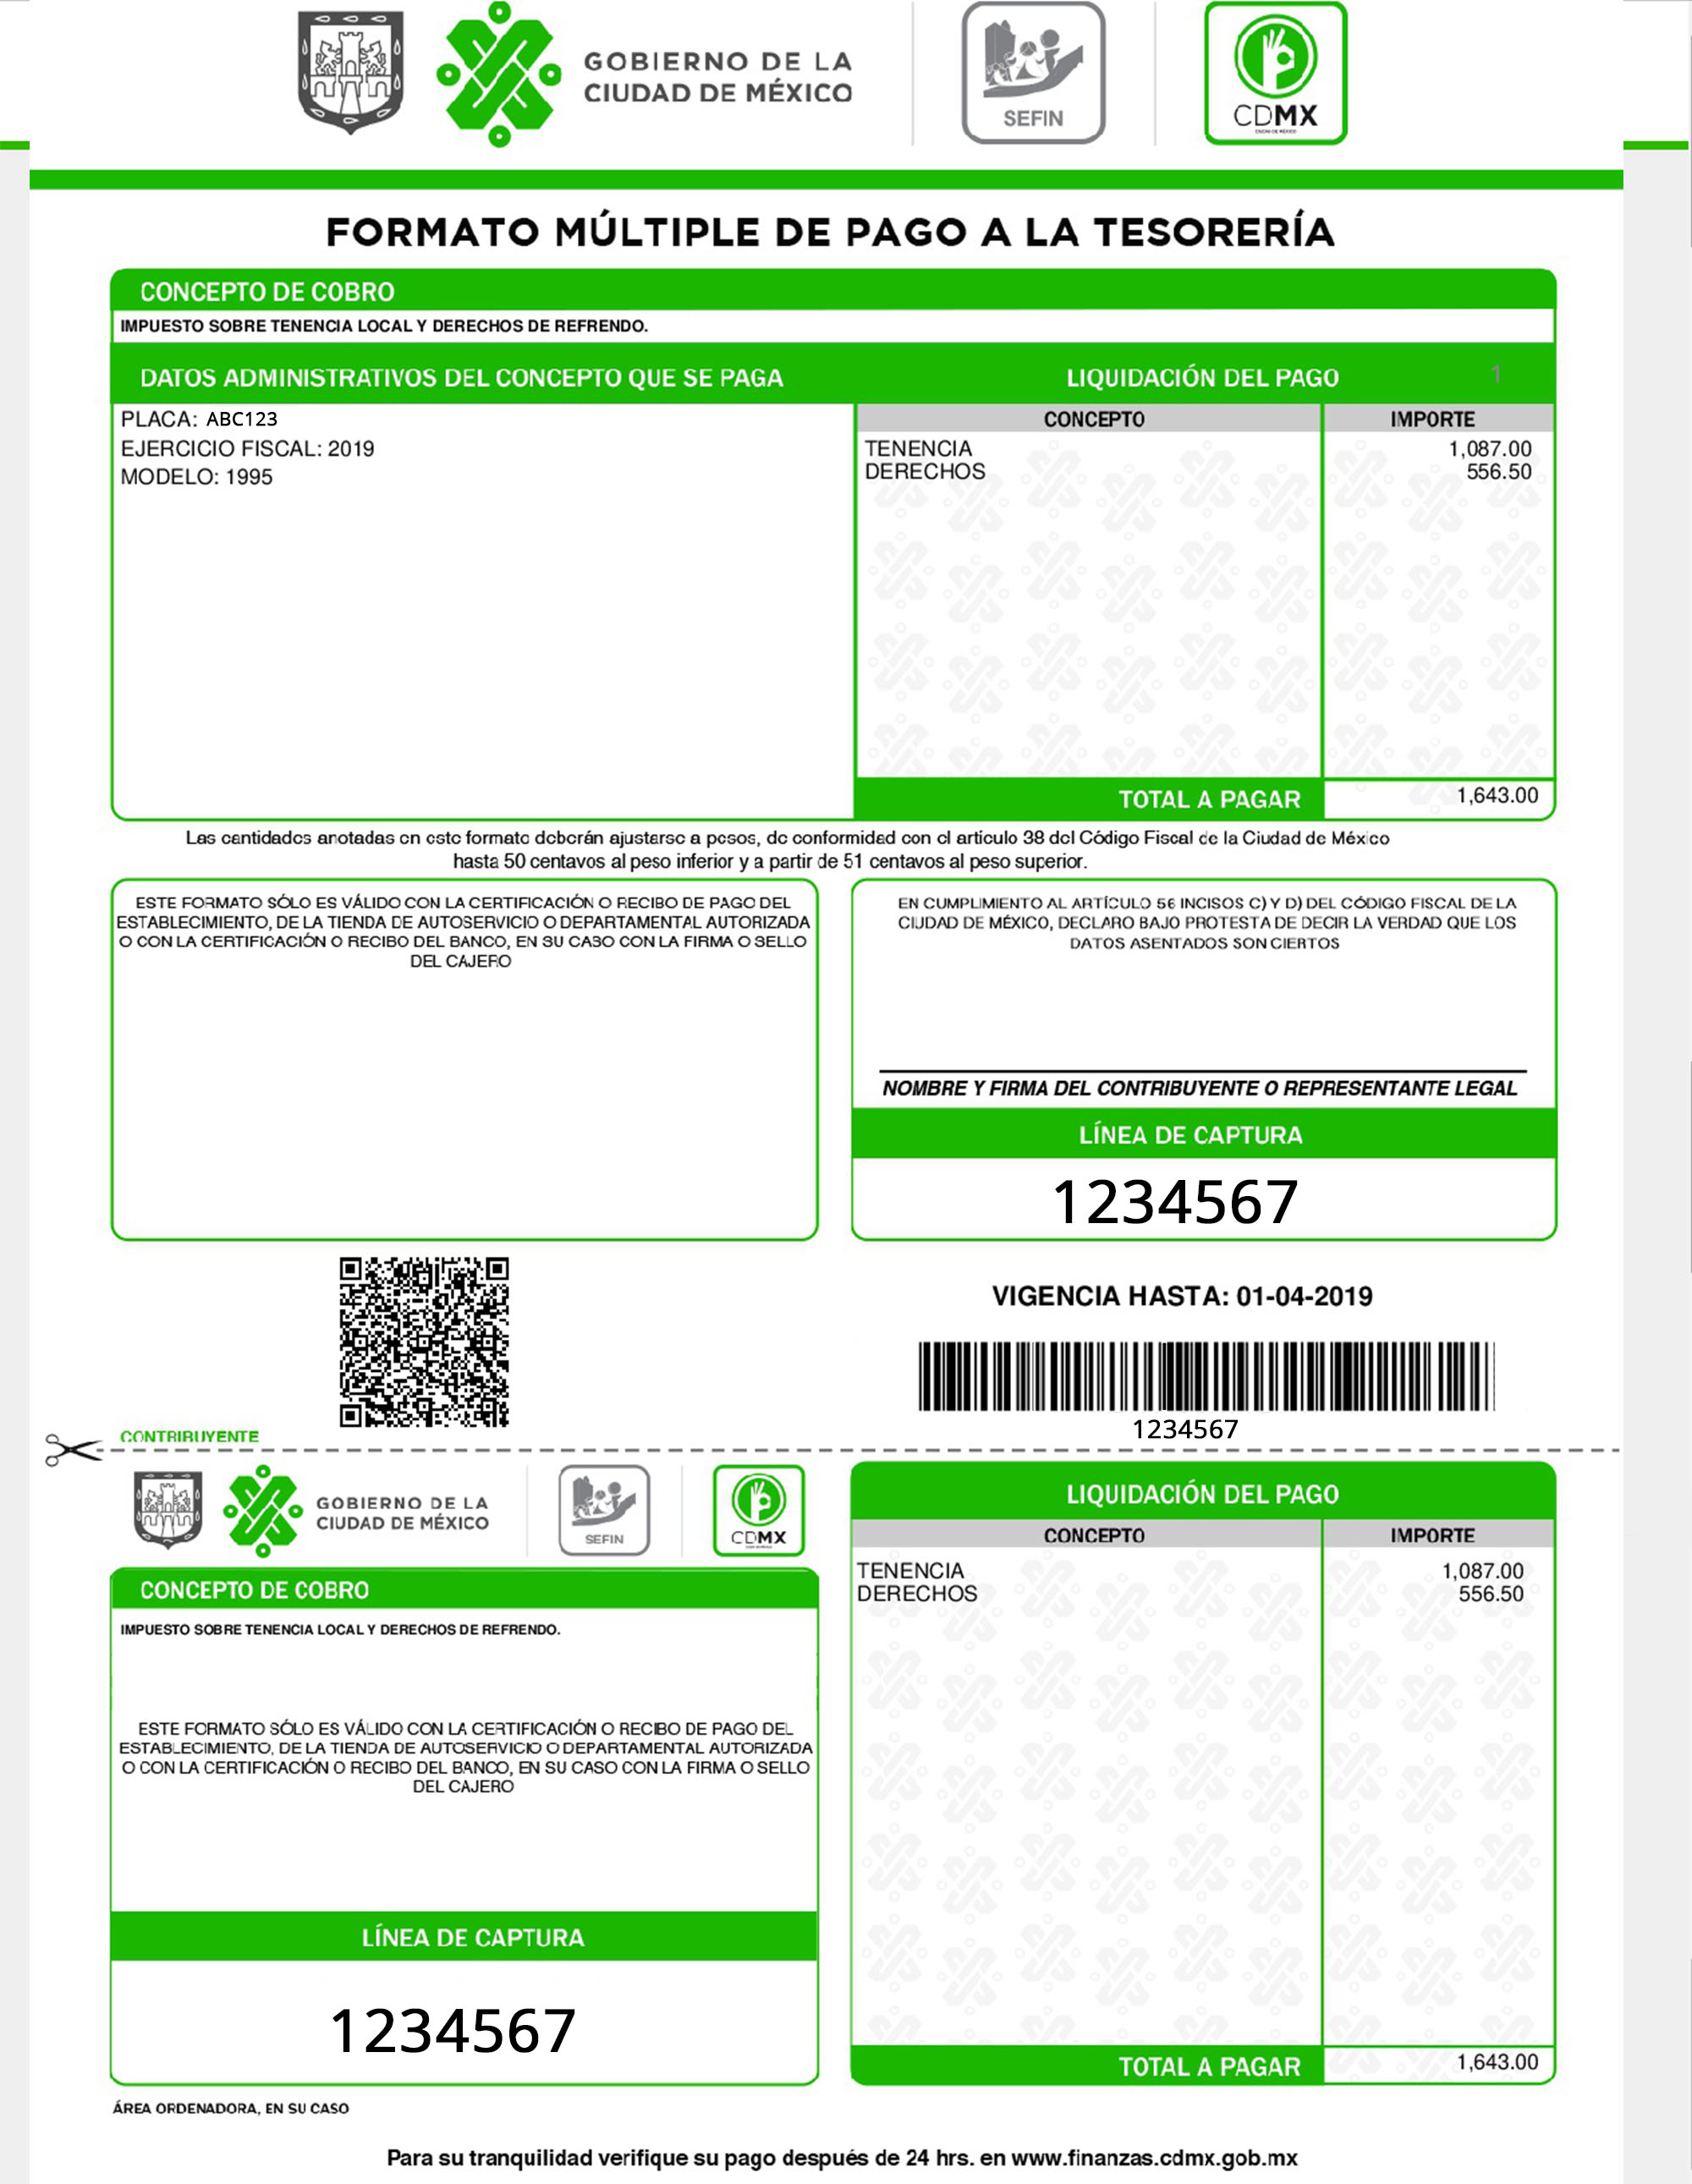 GOBIERNO DE LA
CIUDAD DE MÉXICO
SEFIN
CDMX
FORMATO MÚLTIPLE DE PAGO A LA TESORERÍA
CONCEPTO DE COBRO
IMPUESTO SOBRE TENENCIA LOCAL Y DERECHOS DE REFRENDO.
DATOS ADMINISTRATIVOS DEL CONCEPTO QUE SE PAGA
LIQUIDACIÓN DEL PAGO 1
PLACA: ABC123
EJERCICIO FISCAL: 2019
MODELO: 1995
CONCEPTO IMPORTE
TENENCIA 1,087.00
DERECHOS 556.50
TOTAL A PAGAR 1,643.00
Las cantidades anotadas en este formato deberán ajustarse a pesos, de conformidad con el artículo 38 del Código Fiscal de la Ciudad de México
hasta 50 centavos al peso inferior y a partir de 51 centavos al peso superior.
ESTE FORMATO SÓLO ES VÁLIDO CON LA CERTIFICACIÓN O RECIBO DE PAGO DEL
ESTABLECIMIENTO, DE LA TIENDA DE AUTOSERVICIO O DEPARTAMENTAL AUTORIZADA
O CON LA CERTIFICACIÓN O RECIBO DEL BANCO, EN SU CASO CON LA FIRMA O SELLO
DEL CAJERO
EN CUMPLIMIENTO AL ARTÍCULO 56 INCISOS C) Y D) DEL CÓDIGO FISCAL DE LA
CIUDAD DE MÉXICO, DECLARO BAJO PROTESTA DE DECIR LA VERDAD QUE LOS
DATOS ASENTADOS SON CIERTOS
NOMBRE Y FIRMA DEL CONTRIBUYENTE O REPRESENTANTE LEGAL
LÍNEA DE CAPTURA
1234567
VIGENCIA HASTA: 01-04-2019
1234567
CONTRIBUYENTE
GOBIERNO DE LA
CIUDAD DE MÉXICO
SEFIN
CDMX
CONCEPTO DE COBRO
IMPUESTO SOBRE TENENCIA LOCAL Y DERECHOS DE REFRENDO.
ESTE FORMATO SÓLO ES VÁLIDO CON LA CERTIFICACIÓN O RECIBO DE PAGO DEL
ESTABLECIMIENTO, DE LA TIENDA DE AUTOSERVICIO O DEPARTAMENTAL AUTORIZADA
O CON LA CERTIFICACIÓN O RECIBO DEL BANCO, EN SU CASO CON LA FIRMA O SELLO
DEL CAJERO
LÍNEA DE CAPTURA
1234567
LIQUIDACIÓN DEL PAGO
CONCEPTO IMPORTE
TENENCIA 1,087.00
DERECHOS 556.50
TOTAL A PAGAR 1,643.00
ÁREA ORDENADORA, EN SU CASO
Para su tranquilidad verifique su pago después de 24 hrs. en www.finanzas.cdmx.gob.mx